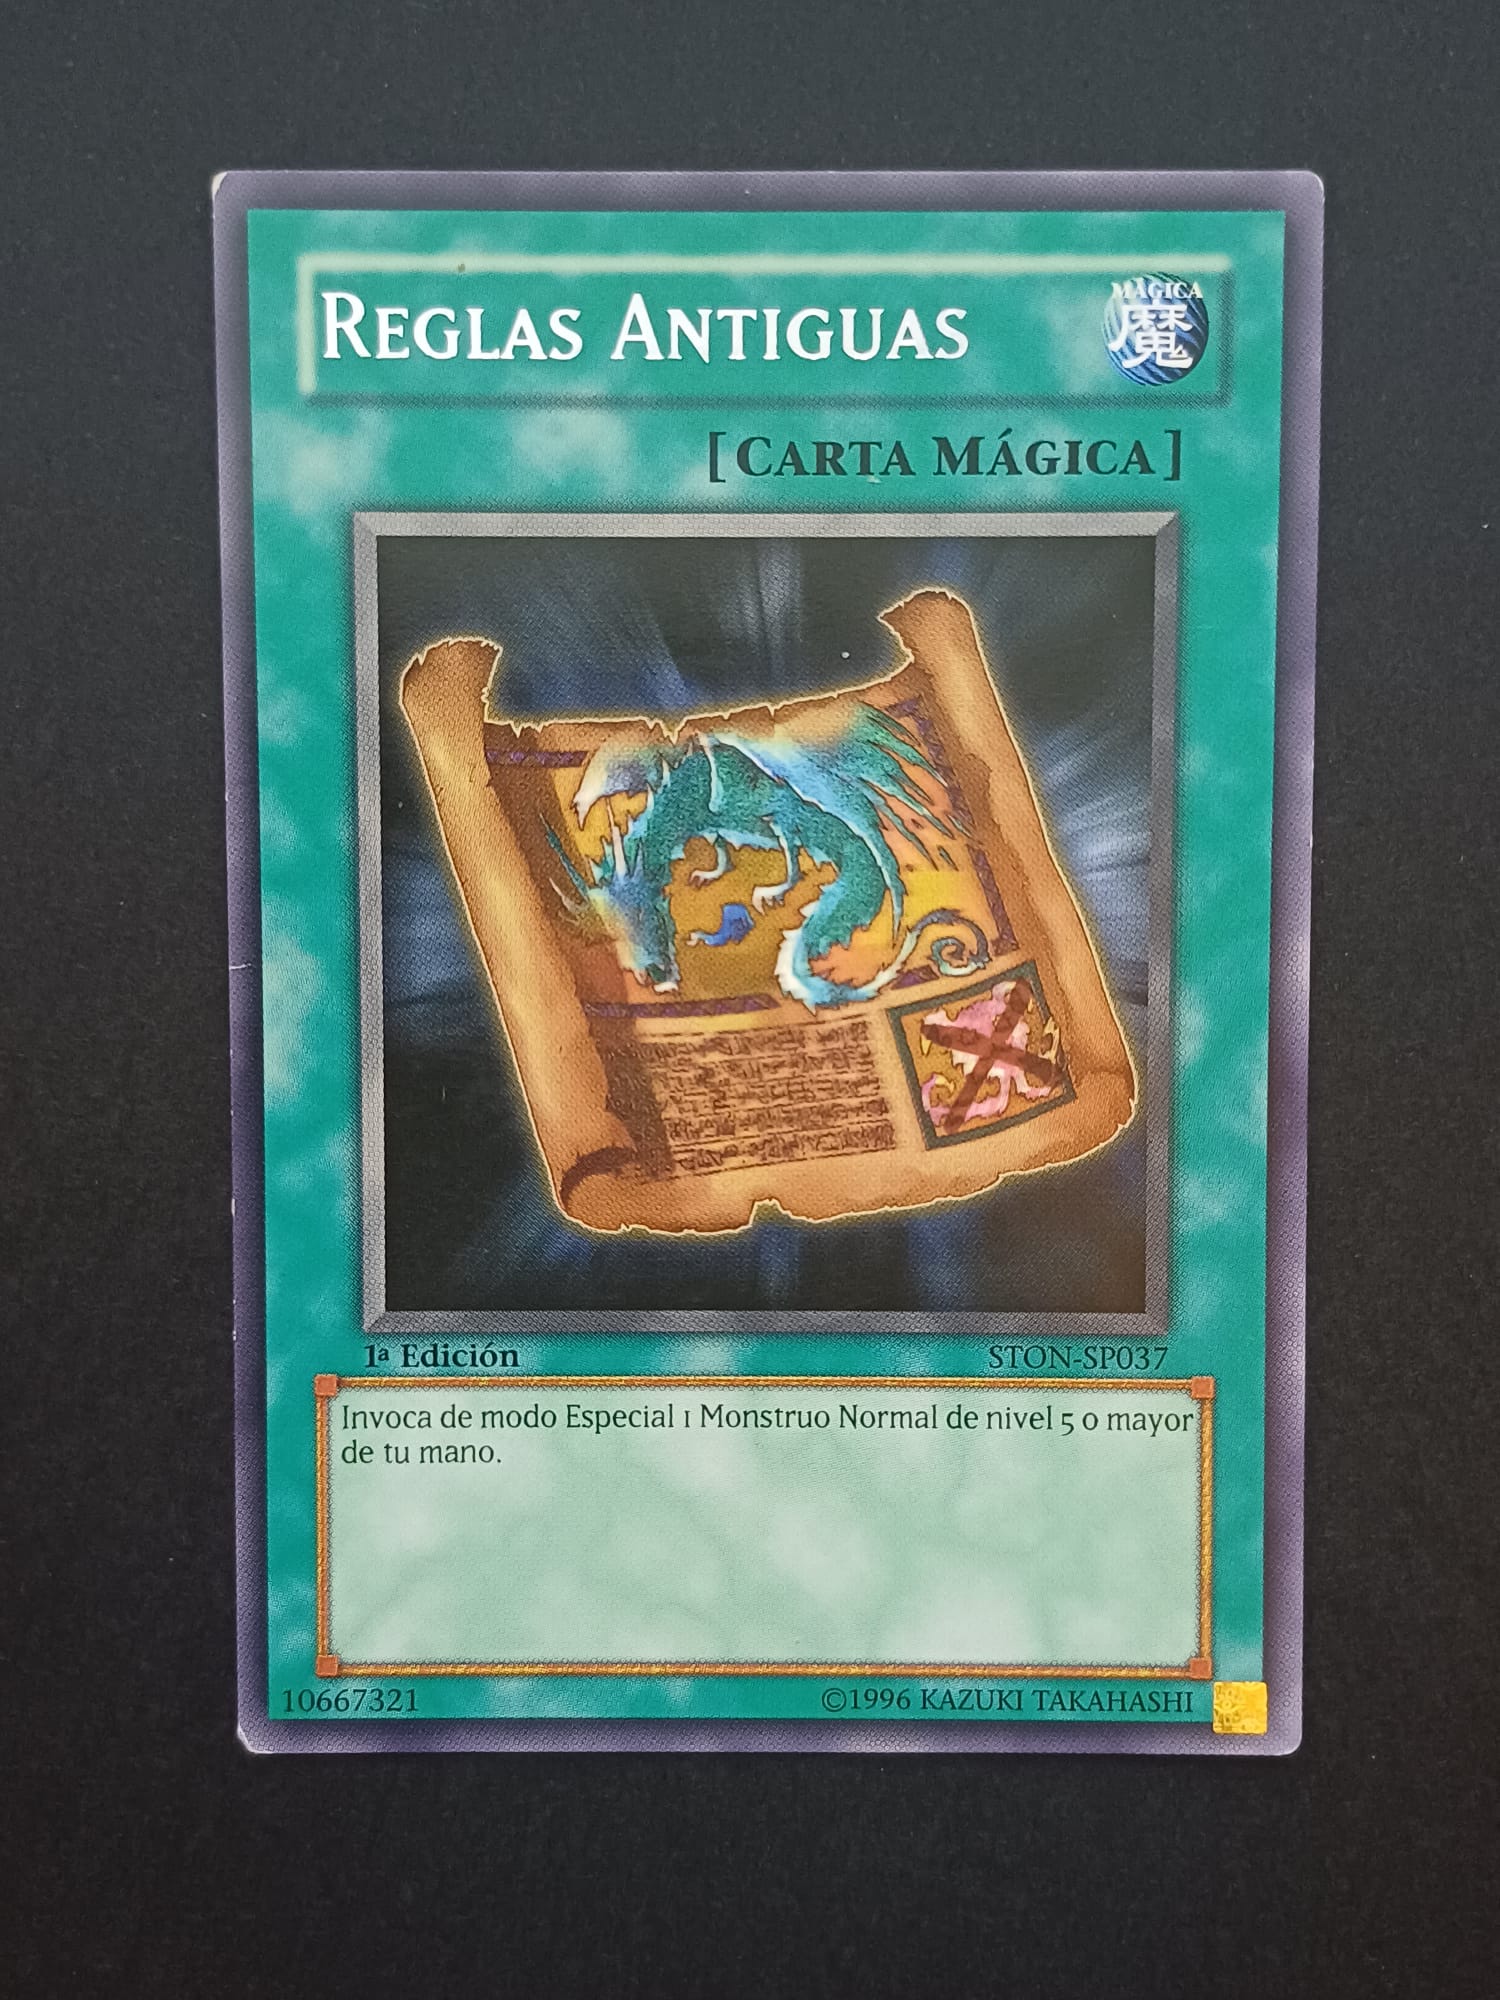 REGLAS ANTIGUAS
MÁGICA
魔
[CARTA MÁGICA]
1ª Edición
STON-SP037
Invoca de modo Especial 1 Monstruo Normal de nivel 5 o mayor
de tu mano.
10667321
©1996 KAZUKI TAKAHASHI